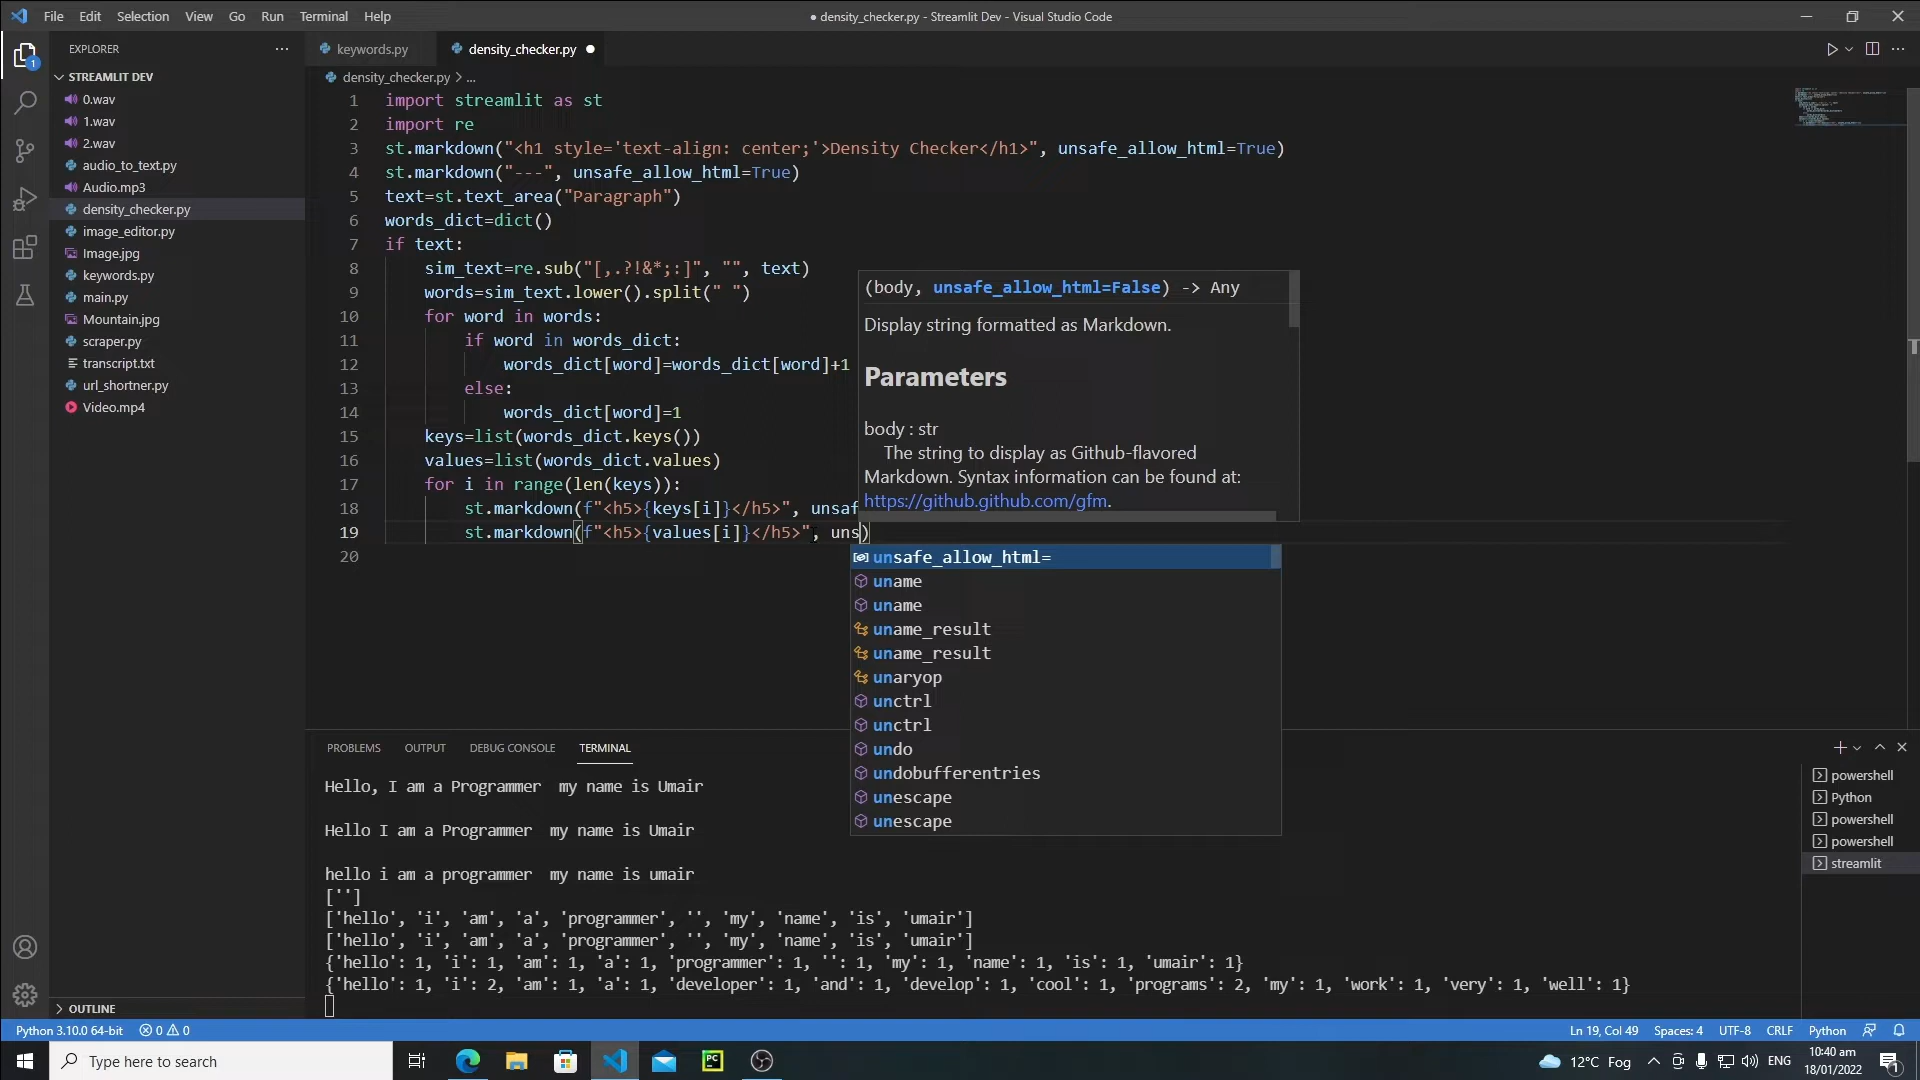 File Edit Selection View Go Run Terminal Help
● density_checker.py - Streamlit Dev - Visual Studio Code
EXPLORER
keywords.py
density_checker.py
STREAMLIT DEV
0.wav
1.wav
2.wav
audio_to_text.py
Audio.mp3
density_checker.py
image_editor.py
Image.jpg
keywords.py
main.py
Mountain.jpg
scraper.py
transcript.txt
url_shortner.py
Video.mp4
OUTLINE
density_checker.py > ...
1 import streamlit as st
2 import re
3 st.markdown("<h1 style='text-align: center;'>Density Checker</h1>", unsafe_allow_html=True)
4 st.markdown("---", unsafe_allow_html=True)
5 text=st.text_area("Paragraph")
6 words_dict=dict()
7 if text:
8 sim_text=re.sub("[,.?!&*;:]", "", text)
9 words=sim_text.lower().split(" ")
10 for word in words:
11 if word in words_dict:
12 words_dict[word]=words_dict[word]+1
13 else:
14 words_dict[word]=1
15 keys=list(words_dict.keys())
16 values=list(words_dict.values)
17 for i in range(len(keys)):
18 st.markdown(f"<h5>{keys[i]}</h5>", unsaf
19 st.markdown(f"<h5>{values[i]}</h5>", uns)
20
(body, unsafe_allow_html=False) -> Any
Display string formatted as Markdown.
Parameters
body : str
The string to display as Github-flavored
Markdown. Syntax information can be found at:
https://github.github.com/gfm.
unsafe_allow_html=
uname
uname
uname_result
uname_result
unaryop
unctrl
unctrl
undo
undobufferentries
unescape
unescape
PROBLEMS OUTPUT DEBUG CONSOLE TERMINAL
Hello, I am a Programmer  my name is Umair
Hello I am a Programmer  my name is Umair
hello i am a programmer  my name is umair
['']
['hello', 'i', 'am', 'a', 'programmer', '', 'my', 'name', 'is', 'umair']
['hello', 'i', 'am', 'a', 'programmer', '', 'my', 'name', 'is', 'umair']
{'hello': 1, 'i': 1, 'am': 1, 'a': 1, 'programmer': 1, '': 1, 'my': 1, 'name': 1, 'is': 1, 'umair': 1}
{'hello': 1, 'i': 2, 'am': 1, 'a': 1, 'developer': 1, 'and': 1, 'develop': 1, 'cool': 1, 'programs': 2, 'my': 1, 'work': 1, 'very': 1, 'well': 1}
powershell
Python
powershell
powershell
streamlit
Python 3.10.0 64-bit 0 0
Ln 19, Col 49 Spaces: 4 UTF-8 CRLF Python
Type here to search
12°C Fog ENG
10:40 am
18/01/2022